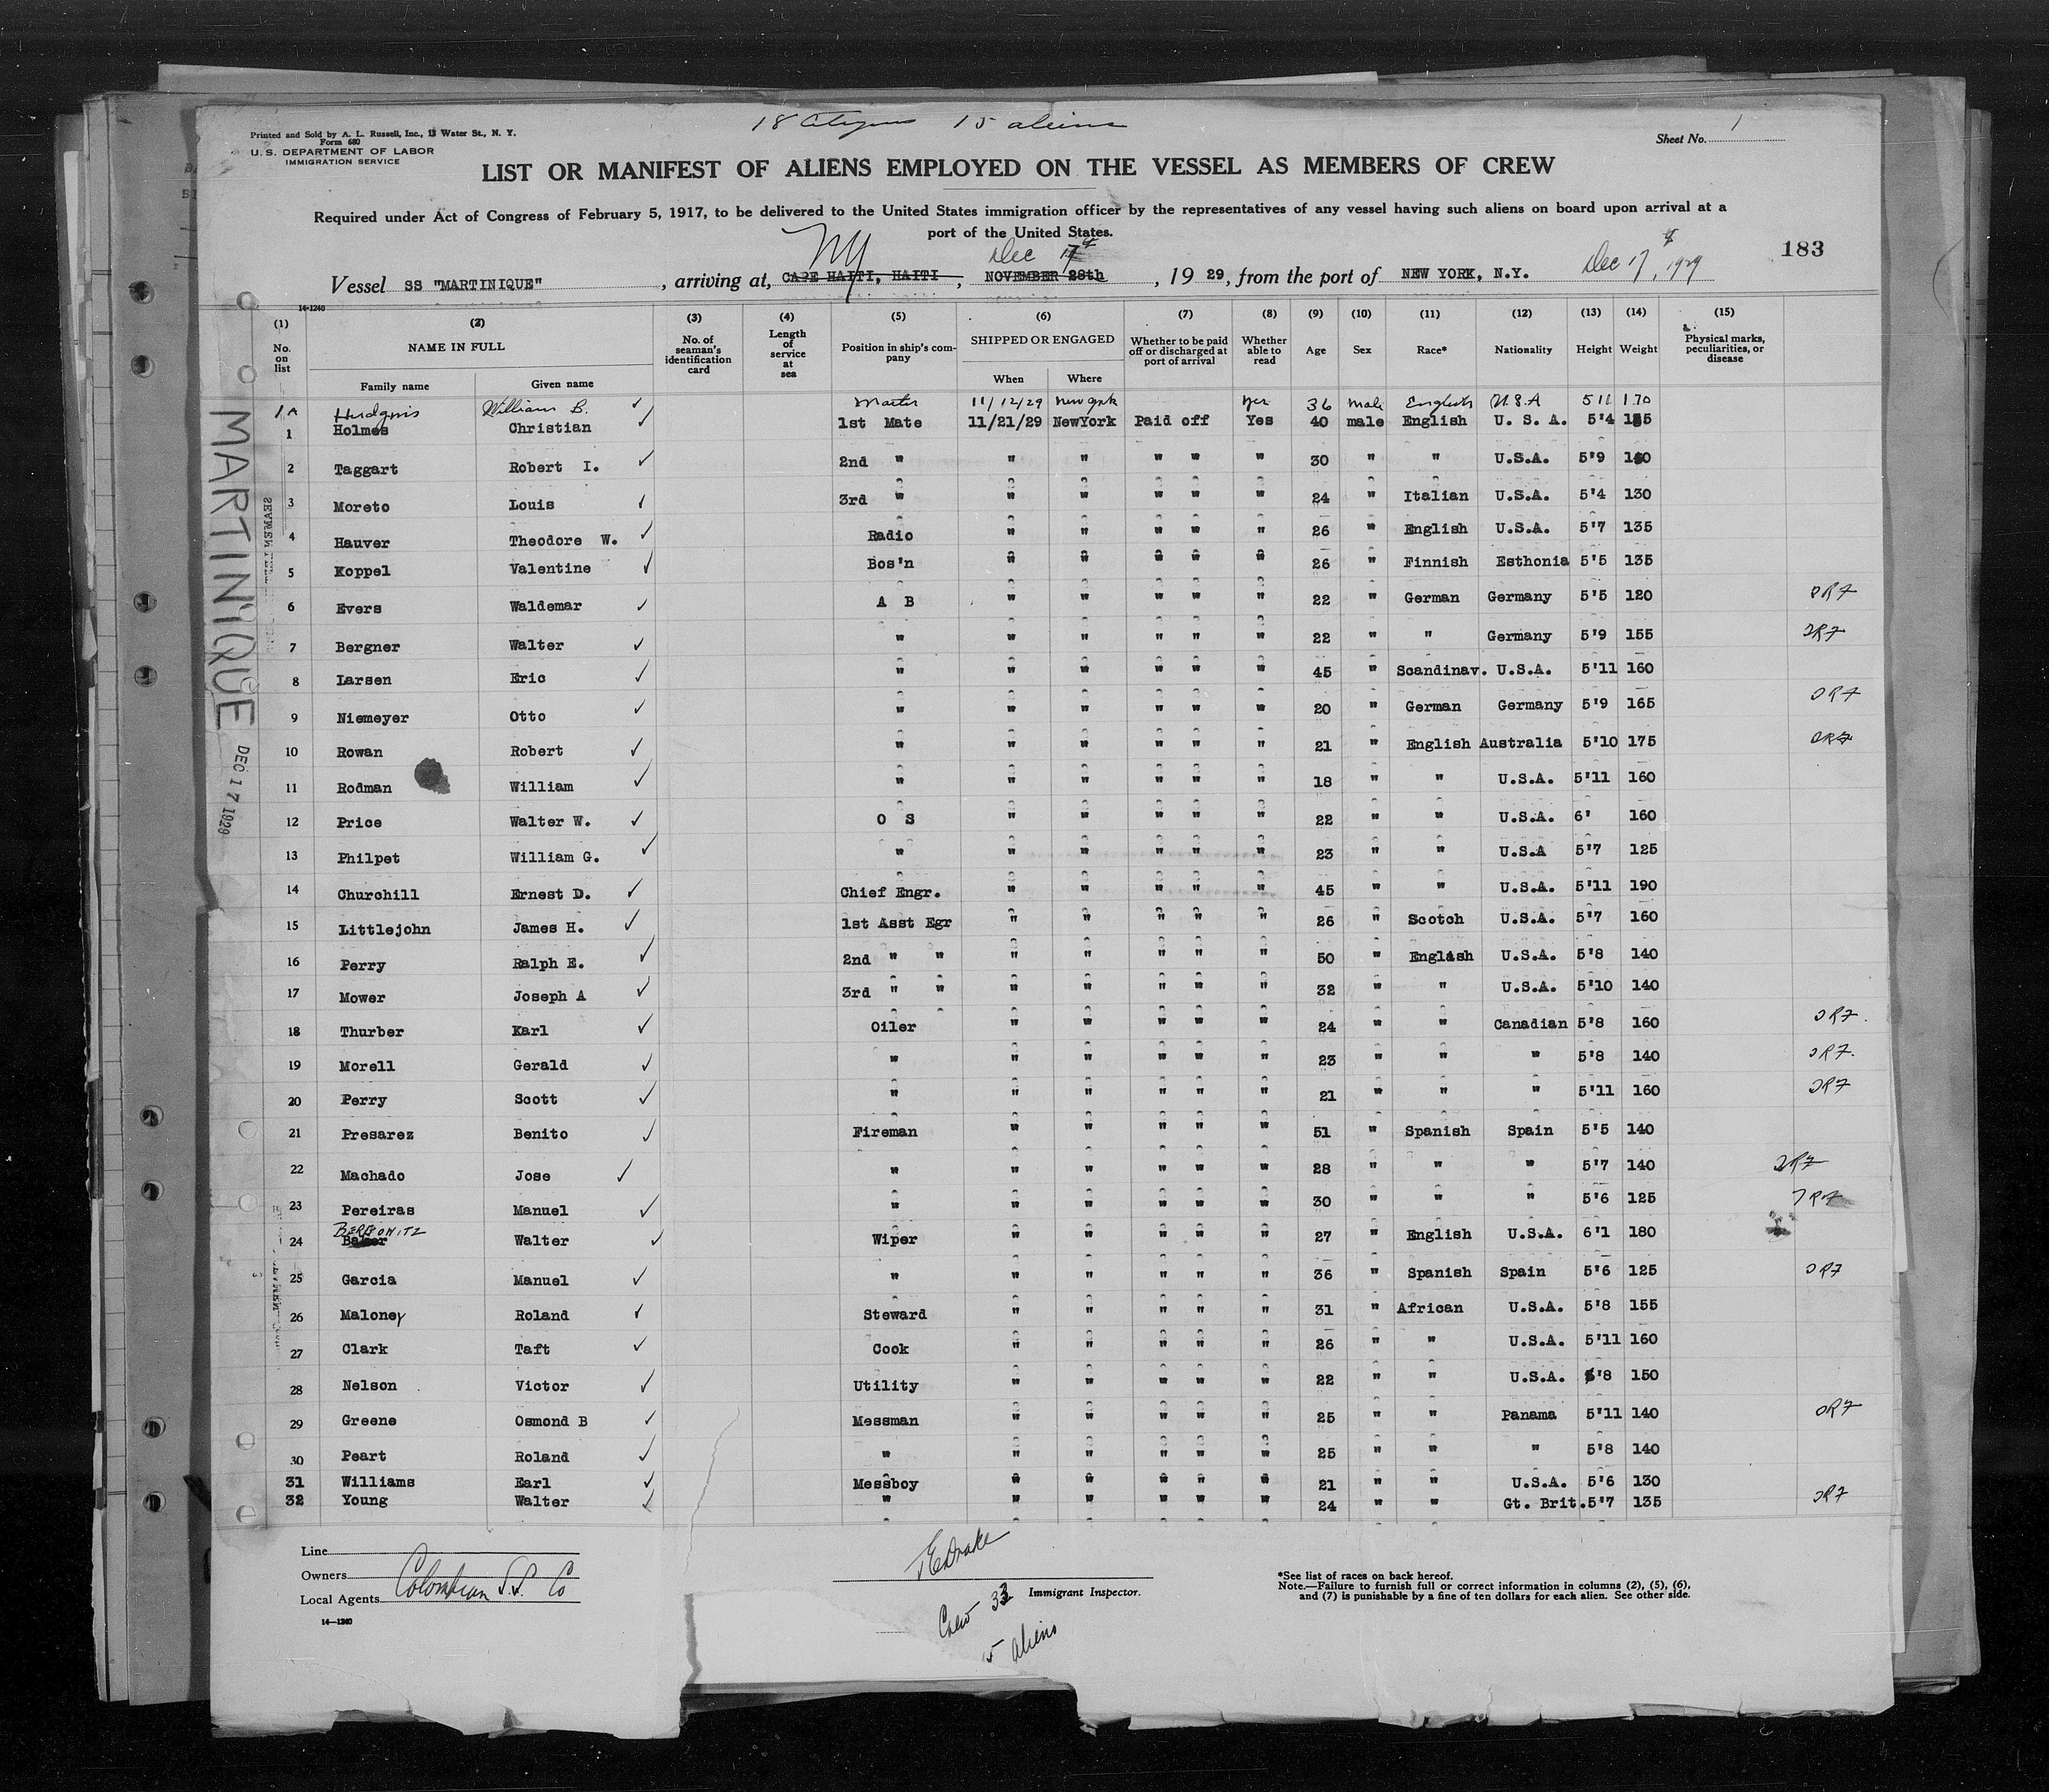 18 Citizens 15 aliens
Printed and Sold by A. L. Russell, Inc., 13 Water St., N. Y.
Form 680
U. S. DEPARTMENT OF LABOR
IMMIGRATION SERVICE
Sheet No. 1
LIST OR MANIFEST OF ALIENS EMPLOYED ON THE VESSEL AS MEMBERS OF CREW
Required under Act of Congress of February 5, 1917, to be delivered to the United States immigration officer by the representatives of any vessel having such aliens on board upon arrival at a
port of the United States.
183
NY Dec 17th Dec 17th, 1929
Vessel SS "MARTINIQUE" , arriving at, CAPE HAITI, HAITI , NOVEMBER 28th , 19 29, from the port of NEW YORK, N.Y.
14-1240
(1) (2) (3) (4) (5) (6) (7) (8) (9) (10) (11) (12) (13) (14) (15)
No. on list NAME IN FULL Family name Given name No. of seaman's identification card Length of service at sea Position in ship's company SHIPPED OR ENGAGED When Where Whether to be paid off or discharged at port of arrival Whether able to read Age Sex Race* Nationality Height Weight Physical marks, peculiarities, or disease
1A Hudgins William B. ✓ Master 11/12/29 New York Yes 36 Male English U.S.A 5 11 170
1 Holmes Christian ✓ 1st Mate 11/21/29 NewYork Paid off Yes 40 male English U. S. A. 5'4
2 Taggart Robert I. ✓ 2nd " " " " " " 30 " " U.S.A. 5'9
3 Moreto Louis ✓ 3rd " " " " " " 24 " Italian U.S.A. 5'4 130
4 Hauver Theodore W. ✓ Radio " " " " " 26 " English U.S.A. 5'7 135
5 Koppel Valentine ✓ Bos'n " " " " " 26 " Finnish Esthonia 5'5 135
6 Evers Waldemar ✓ A B " " " " " 22 " German Germany 5'5 120
7 Bergner Walter ✓ " " " " " " 22 " " Germany 5'9 155
8 Larsen Eric ✓ " " " " " " 45 " Scandinav. U.S.A. 5'11 160
9 Niemeyer Otto ✓ " " " " " " 20 " German Germany 5'9 165
10 Rowan Robert ✓ " " " " " " 21 " English Australia 5'10 175
11 Rodman William ✓ " " " " " " 18 " " U.S.A. 5'11 160
12 Price Walter W. ✓ O S " " " " " 22 " " U.S.A. 6' 160
13 Philpet William G. ✓ " " " " " " 23 " " U.S.A 5'7 125
14 Churchill Ernest D. ✓ Chief Engr. " " " " " 45 " " U.S.A. 5'11 190
15 Littlejohn James H. ✓ 1st Asst Egr " " " " " 26 " Scotch U.S.A. 5'7 160
16 Perry Ralph E. ✓ 2nd " " " " " " " 50 " English U.S.A. 5'8 140
17 Mower Joseph A ✓ 3rd " " " " " " " 32 " " U.S.A. 5'10 140
18 Thurber Karl ✓ Oiler " " " " " 24 " " Canadian 5'8 160
19 Morell Gerald ✓ " " " " " " 23 " " " 5'8 140
20 Perry Scott ✓ " " " " " " 21 " " " 5'11 160
21 Presarez Benito ✓ Fireman " " " " " 51 " Spanish Spain 5'5 140
22 Machado Jose ✓ " " " " " " 28 " " " 5'7 140
23 Pereiras Manuel ✓ " " " " " " 30 " " " 5'6 125
24 Walter ✓ Wiper " " " " " 27 " English U.S.A. 6'1 180
25 Garcia Manuel ✓ " " " " " " 36 " Spanish Spain 5'6 125
26 Maloney Roland ✓ Steward " " " " " 31 " African U.S.A. 5'8 155
27 Clark Taft ✓ Cook " " " " " 26 " " U.S.A. 5'11 160
28 Nelson Victor ✓ Utility " " " " " 22 " " U.S.A. 5'8 150
29 Greene Osmond B ✓ Messman " " " " " 25 " " Panama 5'11 140
30 Peart Roland ✓ " " " " " " 25 " " " 5'8 140
31 Williams Earl ✓ Messboy " " " " " 21 " " U.S.A. 5'6 130
32 Young Walter ✓ " " " " " " 24 " " Gt. Brit. 5'7 135
MARTINIQUE
DEC 17 1929
Line
Owners
Local Agents Colombian S.S. Co
14-1240
Immigrant Inspector.
Crew 33
15 aliens
*See list of races on back hereof.
Note.—Failure to furnish full or correct information in columns (2), (5), (6),
and (7) is punishable by a fine of ten dollars for each alien. See other side.